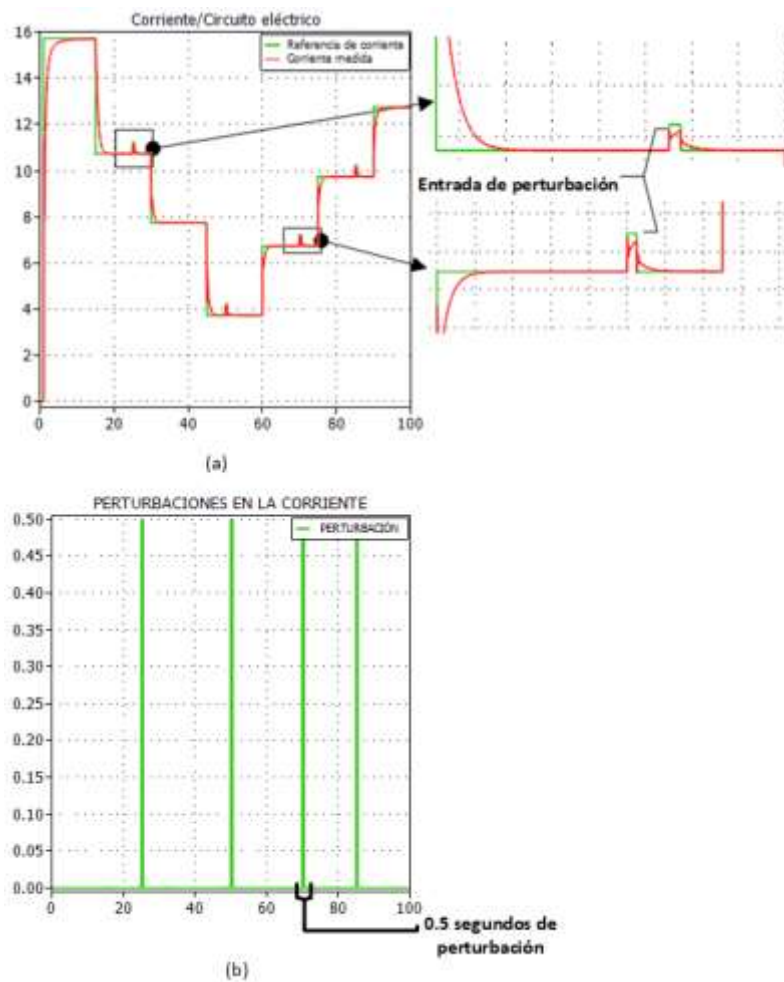 Corriente/Circuito eléctrico
Referencia de corriente
Corriente medida
16
14
12
10
8
6
4
2
0
0 20 40 60 80 100
Entrada de perturbación
(a)
PERTURBACIONES EN LA CORRIENTE
PERTURBACIÓN
0.50
0.45
0.40
0.35
0.30
0.25
0.20
0.15
0.10
0.05
0.00
0 20 40 60 80 100
0.5 segundos de
perturbación
(b)